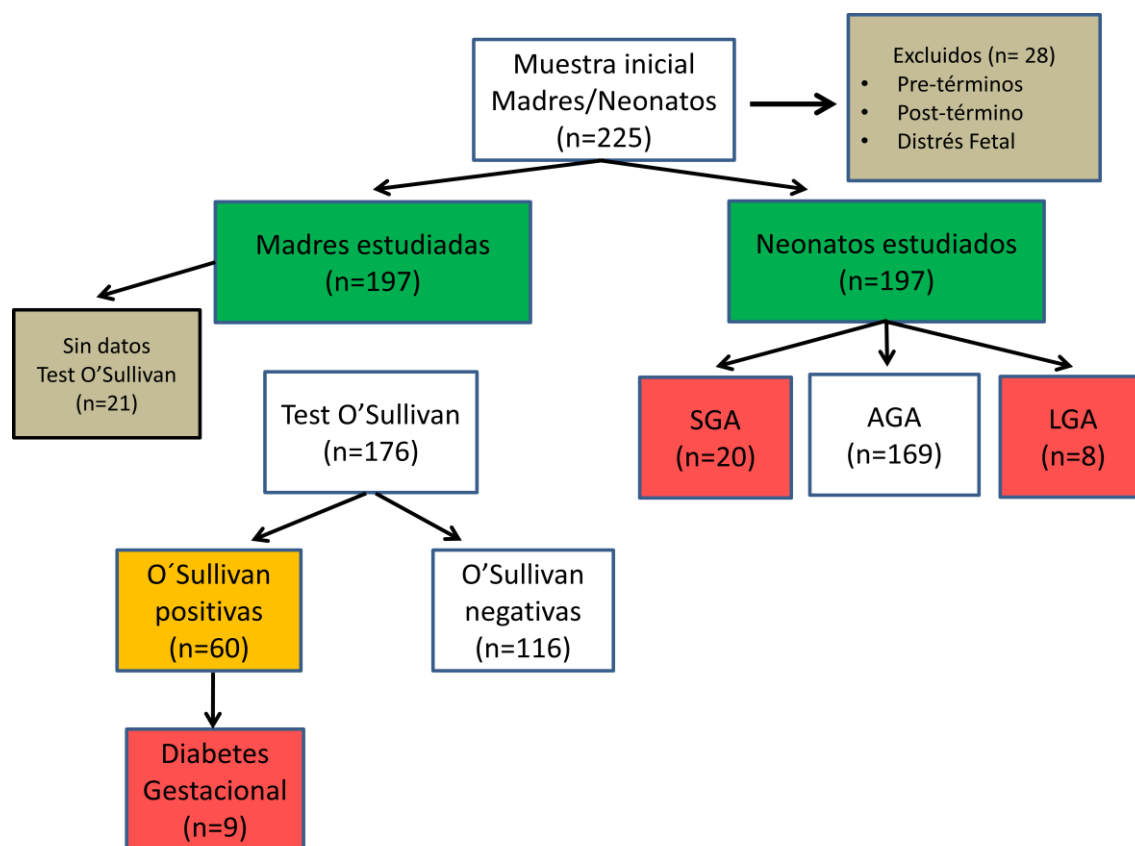 Muestra inicial
Madres/Neonatos
(n=225)
Excluidos (n= 28)
• Pre-términos
• Post-término
• Distrés Fetal
Madres estudiadas
(n=197)
Neonatos estudiados
(n=197)
Sin datos
Test O’Sullivan
(n=21)
Test O’Sullivan
(n=176)
SGA
(n=20)
AGA
(n=169)
LGA
(n=8)
O´Sullivan
positivas
(n=60)
O’Sullivan
negativas
(n=116)
Diabetes
Gestacional
(n=9)